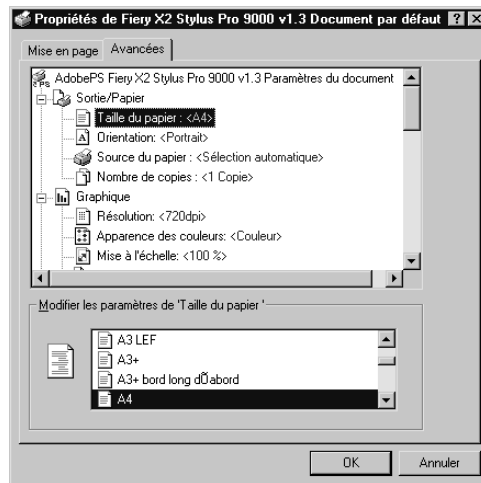 Propriétés de Fiery X2 Stylus Pro 9000 v1.3 Document par défaut
Mise en page
Avancées
AdobePS Fiery X2 Stylus Pro 9000 v1.3 Paramètres du document
Sortie/Papier
Taille du papier : <A4>
Orientation: <Portrait>
Source du papier : <Sélection automatique>
Nombre de copies : <1 Copie>
Graphique
Résolution: <720dpi>
Apparence des couleurs: <Couleur>
Mise à l'échelle: <100 %>
Modifier les paramètres de 'Taille du papier '
A3 LEF
A3+
A3+ bord long dÕabord
A4
OK
Annuler